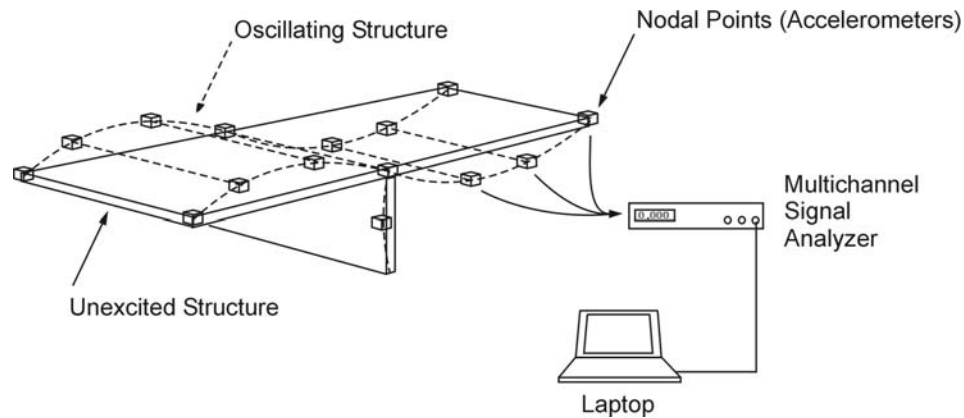 Oscillating Structure
Nodal Points (Accelerometers)
Multichannel
Signal
Analyzer
0.000
Unexcited Structure
Laptop